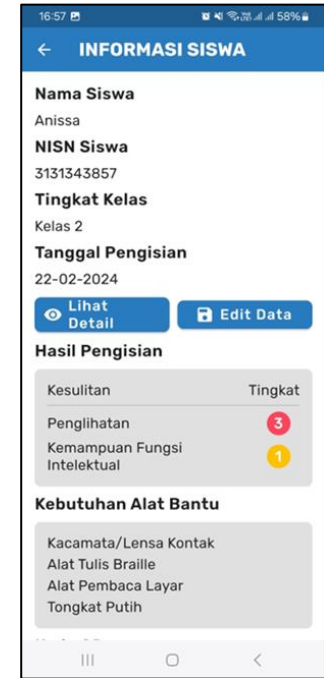 16:57 58%
INFORMASI SISWA
Nama Siswa
Anissa
NISN Siswa
3131343857
Tingkat Kelas
Kelas 2
Tanggal Pengisian
22-02-2024
Lihat
Detail
Edit Data
Hasil Pengisian
Kesulitan Tingkat
Penglihatan 3
Kemampuan Fungsi
Intelektual 1
Kebutuhan Alat Bantu
Kacamata/Lensa Kontak
Alat Tulis Braille
Alat Pembaca Layar
Tongkat Putih